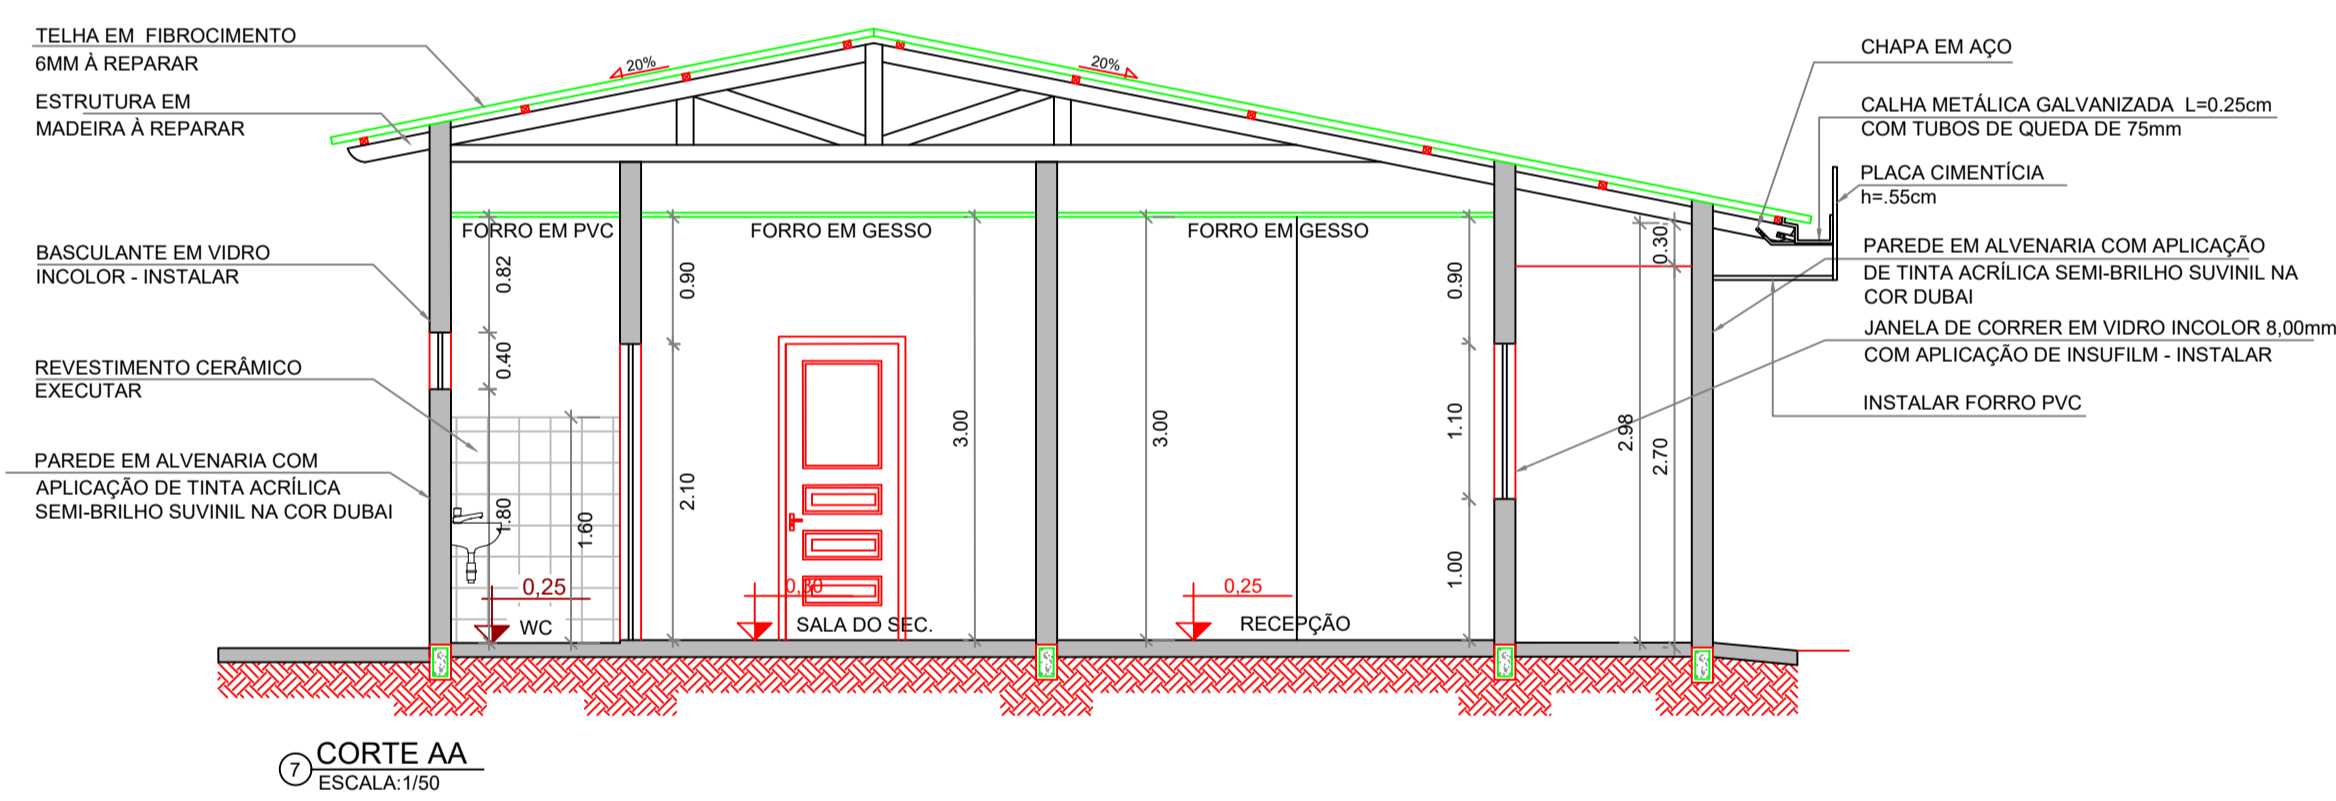 TELHA EM  FIBROCIMENTO
6MM À REPARAR
ESTRUTURA EM
MADEIRA À REPARAR
BASCULANTE EM VIDRO
INCOLOR - INSTALAR
REVESTIMENTO CERÂMICO
EXECUTAR
PAREDE EM ALVENARIA COM
APLICAÇÃO DE TINTA ACRÍLICA
SEMI-BRILHO SUVINIL NA COR DUBAI
20%
20%
FORRO EM PVC
FORRO EM GESSO
FORRO EM GESSO
0.82
0.40
1.80
1.60
0,25
WC
0.90
2.10
0,30
SALA DO SEC.
3.00
3.00
0,25
RECEPÇÃO
0.90
1.10
1.00
2.98
0.30
2.70
CHAPA EM AÇO
CALHA METÁLICA GALVANIZADA  L=0.25cm
COM TUBOS DE QUEDA DE 75mm
PLACA CIMENTÍCIA
h=.55cm
PAREDE EM ALVENARIA COM APLICAÇÃO
DE TINTA ACRÍLICA SEMI-BRILHO SUVINIL NA
COR DUBAI
JANELA DE CORRER EM VIDRO INCOLOR 8,00mm
COM APLICAÇÃO DE INSUFILM - INSTALAR
INSTALAR FORRO PVC
7
CORTE AA
ESCALA:1/50